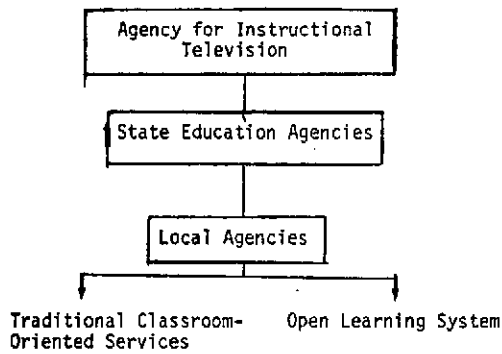 Agency for Instructional
Television
State Education Agencies
Local Agencies
Traditional Classroom-
Oriented Services
Open Learning System